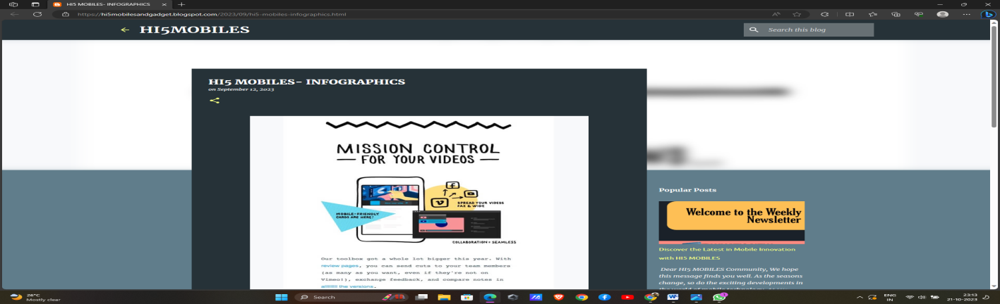 HI5 MOBILES- INFOGRAPHICS
https://hi5mobilesandgadget.blogspot.com/2023/09/hi5-mobiles-infographics.html
HI5MOBILES
Search this blog
HI5 MOBILES- INFOGRAPHICS
on September 12, 2023
MISSION CONTROL
FOR YOUR VIDEOS
MOBILE-FRIENDLY
CARDS ARE HERE!
SPREAD YOUR VIDEOS
FAR & WIDE
COLLABORATION = SEAMLESS
Our toolbox got a whole lot bigger this year. With
review pages, you can send cuts to your team members
(as many as you want, even if they're not on
Vimeo!), exchange feedback, and compare notes in
the versions.
Popular Posts
Welcome to the Weekly
Newsletter
Discover the Latest in Mobile Innovation
with HI5 MOBILES
Dear HI5 MOBILES Community, We hope
this message finds you well. As the seasons
change, so do the exciting developments in
the world of mobile technology.
26°C
Mostly clear
Search
ENG
IN
23:13
21-10-2023